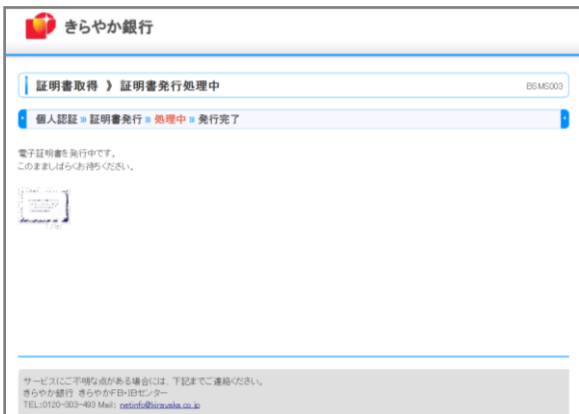 きらやか銀行
証明書取得 》 証明書発行処理中
BSMS003
個人認証 » 証明書発行 » 処理中 » 発行完了
電子証明書を発行中です。
このまましばらくお待ちください。
サービスにご不明な点がある場合には、下記までご連絡ください。
きらやか銀行 きらやかFB・IBセンター
TEL:0120-303-493 Mail: netinfo@kirayaka.co.jp